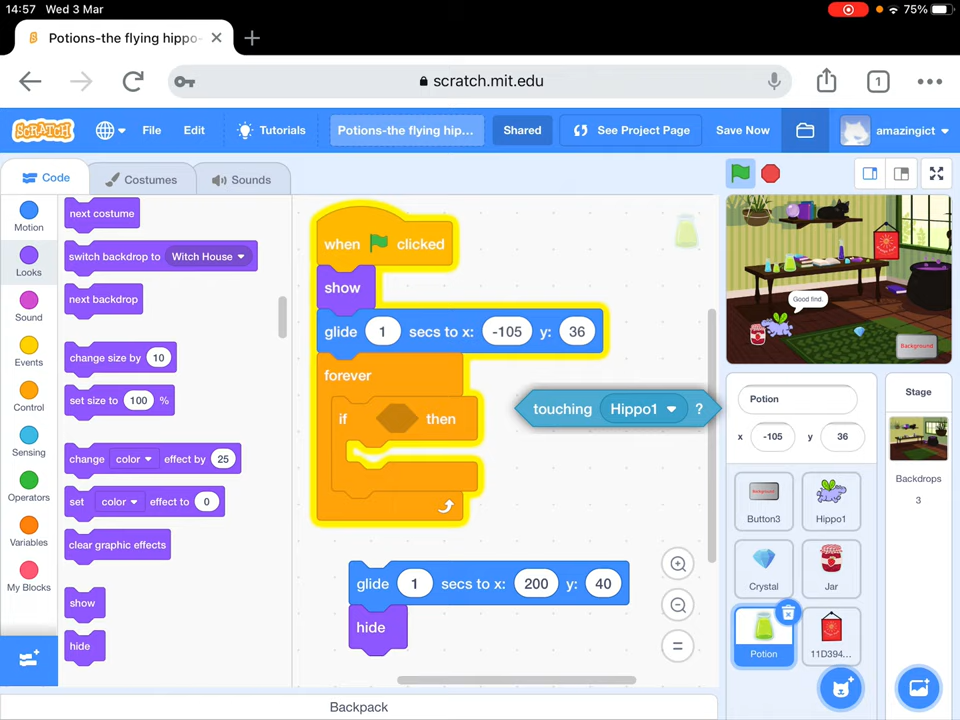 14:57 Wed 3 Mar
75%
Potions-the flying hippo-
scratch.mit.edu
1
SCRATCH
File
Edit
Tutorials
Potions-the flying hip...
Shared
See Project Page
Save Now
amazingict
Code
Costumes
Sounds
Motion
Looks
Sound
Events
Control
Sensing
Operators
Variables
My Blocks
next costume
switch backdrop to Witch House
next backdrop
change size by 10
set size to 100 %
change color effect by 25
set color effect to 0
clear graphic effects
show
hide
when clicked
show
glide 1 secs to x: -105 y: 36
forever
if then
touching Hippo1 ?
glide 1 secs to x: 200 y: 40
hide
Good find.
Background
Potion
x -105 y 36
Background
Button3
Hippo1
Crystal
Jar
Potion
11D394...
Stage
Backdrops
3
Backpack